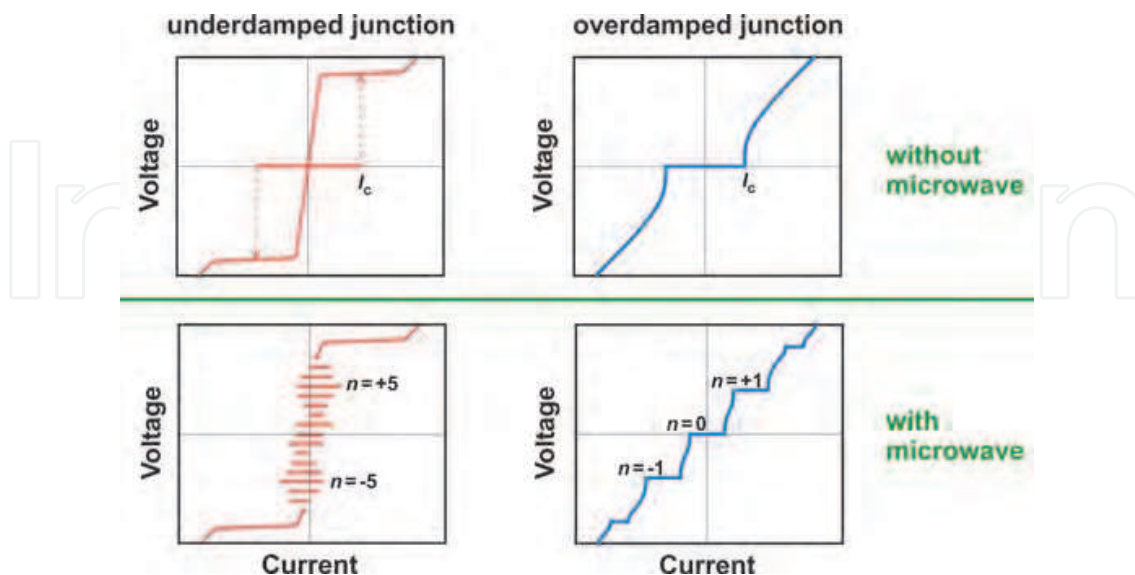 underdamped junction
overdamped junction
Voltage
Ic
Voltage
Ic
without
microwave
Voltage
n=+5
n=-5
Voltage
n=+1
n=0
n=-1
with
microwave
Current
Current